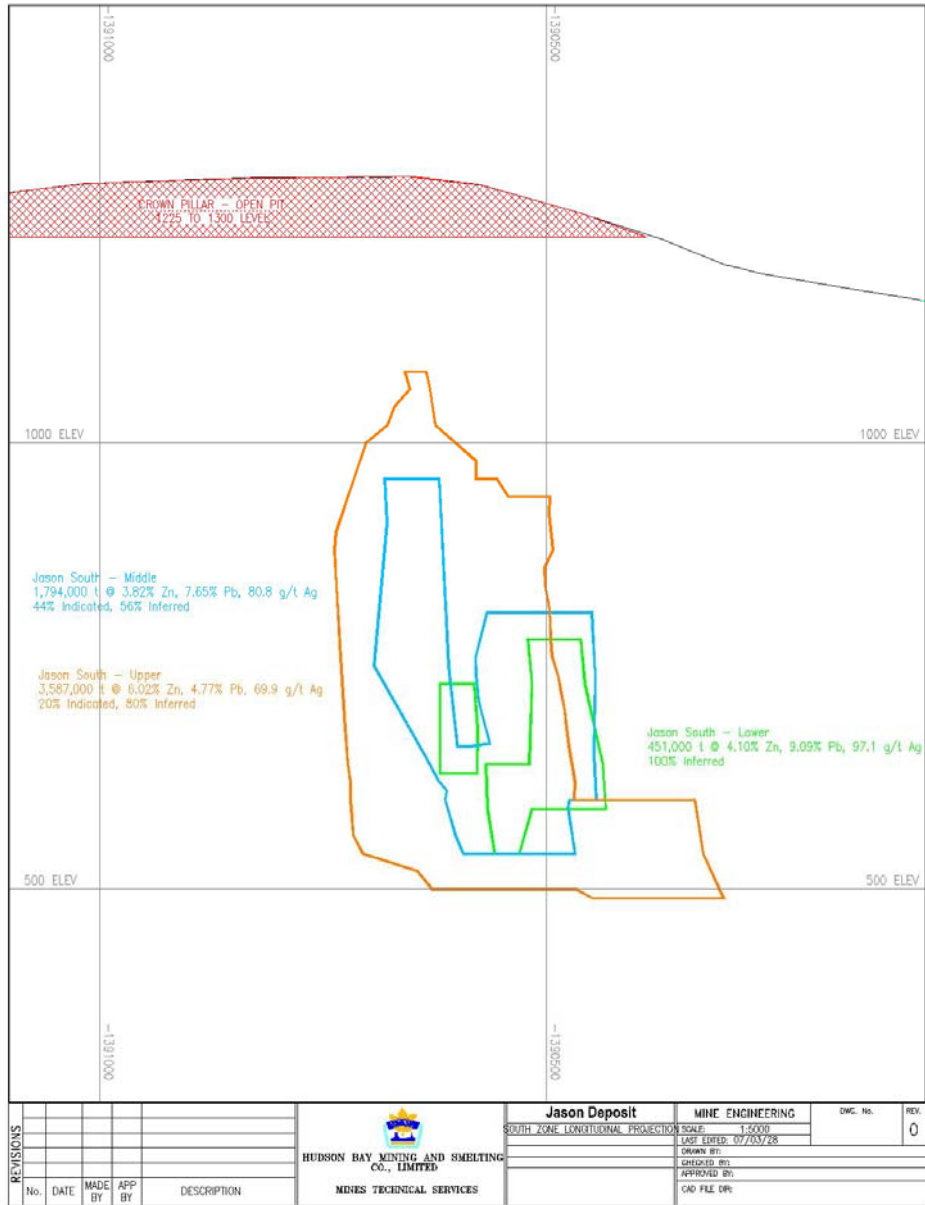 -1391000
-1390500
CROWN PILLAR - OPEN PIT
1225 TO 1300 LEVEL
1000 ELEV
1000 ELEV
Jason South - Middle
1,794,000 t @ 3.82% Zn, 7.65% Pb, 80.8 g/t Ag
44% Indicated, 56% Inferred
Jason South - Upper
3,587,000 t @ 6.02% Zn, 4.77% Pb, 69.9 g/t Ag
20% Indicated, 80% Inferred
Jason South - Lower
451,000 t @ 4.10% Zn, 9.09% Pb, 97.1 g/t Ag
100% Inferred
500 ELEV
500 ELEV
-1391000
-1390500
REVISIONS
No.
DATE
MADE BY
APP BY
DESCRIPTION
HUDSON BAY MINING AND SMELTING
CO., LIMITED
MINES TECHNICAL SERVICES
Jason Deposit
SOUTH ZONE LONGITUDINAL PROJECTION
MINE ENGINEERING
SCALE: 1:5000
LAST EDITED: 07/03/28
DRAWN BY:
CHECKED BY:
APPROVED BY:
CAD FILE DIR:
DWG. No.
REV.
0